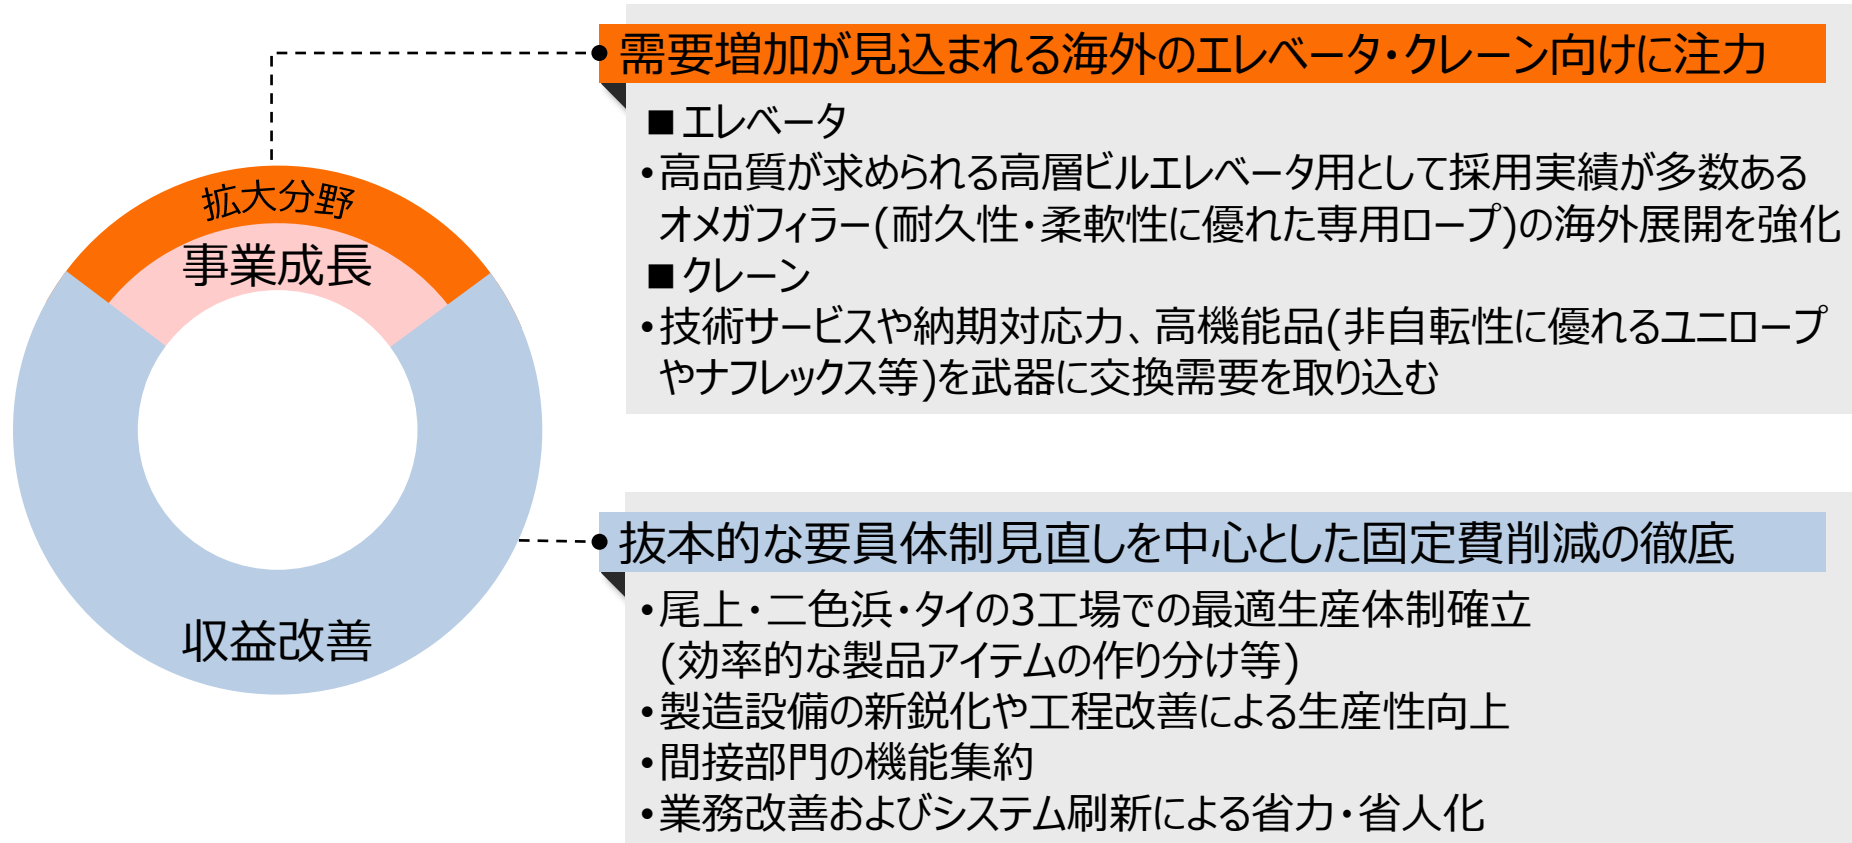 拡大分野
事業成長
収益改善
需要増加が見込まれる海外のエレベータ・クレーン向けに注力
■エレベータ
・高品質が求められる高層ビルエレベータ用として採用実績が多数ある
オメガフィラー(耐久性・柔軟性に優れた専用ロープ)の海外展開を強化
■クレーン
・技術サービスや納期対応力、高機能品(非自転性に優れるユニロープ
やナフレックス等)を武器に交換需要を取り込む
抜本的な要員体制見直しを中心とした固定費削減の徹底
・尾上・二色浜・タイの3工場での最適生産体制確立
(効率的な製品アイテムの作り分け等)
・製造設備の新鋭化や工程改善による生産性向上
・間接部門の機能集約
・業務改善およびシステム刷新による省力・省人化